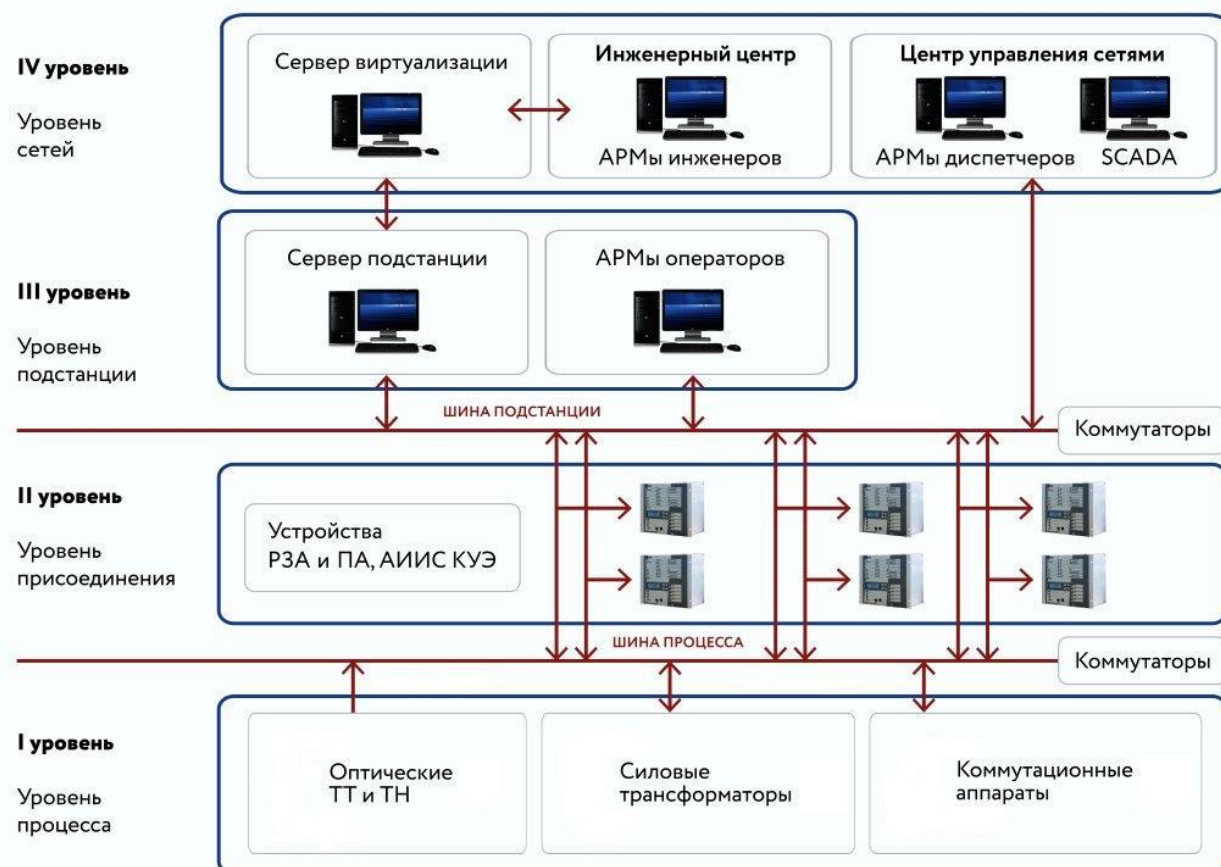 IV уровень
Уровень
сетей
Сервер виртуализации
Инженерный центр
АРМы инженеров
Центр управления сетями
АРМы диспетчеров
SCADA
III уровень
Уровень
подстанции
Сервер подстанции
АРМы операторов
ШИНА ПОДСТАНЦИИ
Коммутаторы
II уровень
Уровень
присоединения
Устройства
РЗА и ПА, АИИС КУЭ
ШИНА ПРОЦЕССА
Коммутаторы
I уровень
Уровень
процесса
Оптические
ТТ и ТН
Силовые
трансформаторы
Коммутационные
аппараты